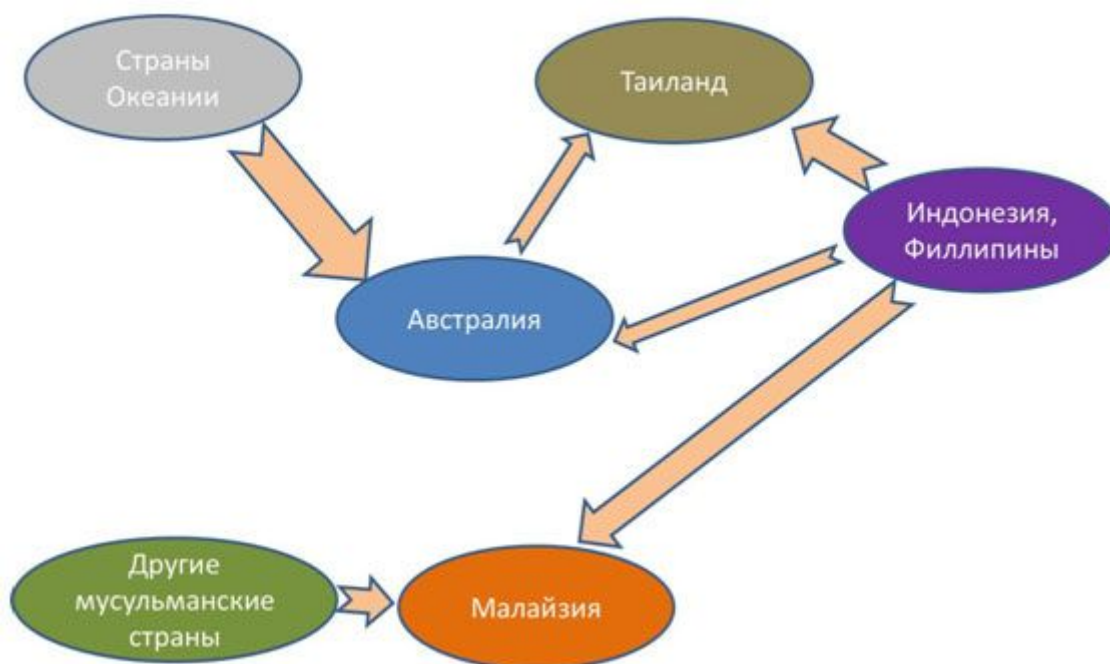 Страны
Океании
Таиланд
Индонезия,
Филлипины
Австралия
Другие
мусульманские
страны
Малайзия